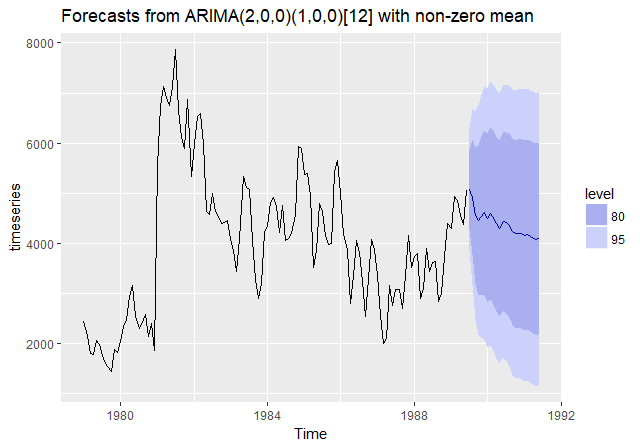 Forecasts from ARIMA(2,0,0)(1,0,0)[12] with non-zero mean
8000
6000
4000
2000
timeseries
1980
1984
1988
1992
Time
level
80
95